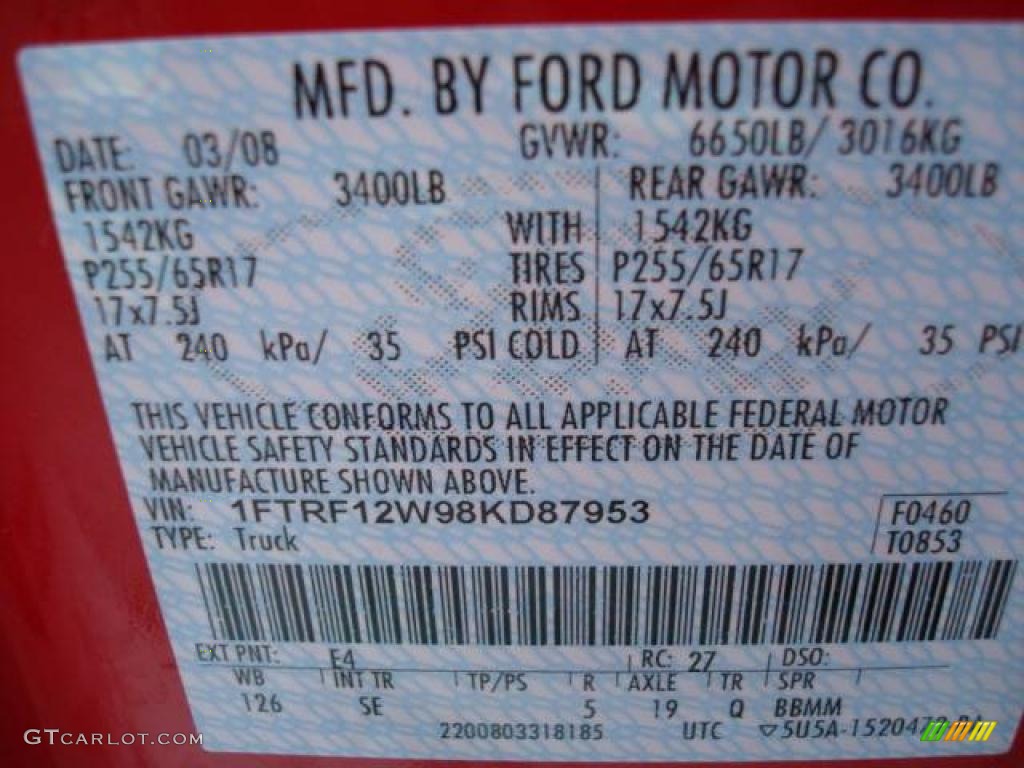 MFD. BY FORD MOTOR CO.
DATE: 03/08 GVWR: 6650LB/ 3016KG
FRONT GAWR: 3400LB REAR GAWR: 3400LB
1542KG WITH 1542KG
P255/65R17 TIRES P255/65R17
17x7.5J RIMS 17x7.5J
AT 240 kPa/ 35 PSI COLD AT 240 kPa/ 35 PSI
THIS VEHICLE CONFORMS TO ALL APPLICABLE FEDERAL MOTOR
VEHICLE SAFETY STANDARDS IN EFFECT ON THE DATE OF
MANUFACTURE SHOWN ABOVE.
VIN: 1FTRF12W98KD87953 F0460
TYPE: Truck T0853
EXT PNT: E4 RC: 27 DSO:
WB INT TR TP/PS R AXLE TR SPR
126 SE 5 19 Q BBMM
2200803318185 UTC
GTCARLOT.COM